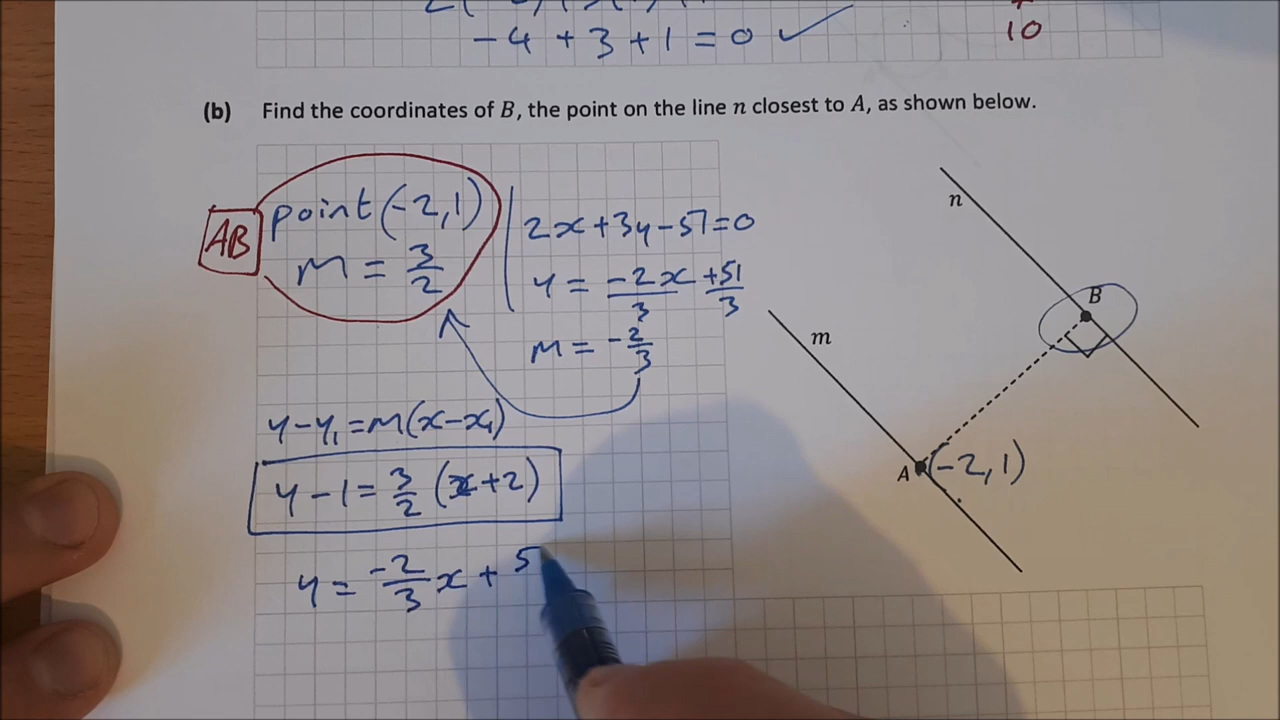 -4 + 3 + 1 = 0 ✓
10
(b) Find the coordinates of B, the point on the line n closest to A, as shown below.
AB
point (-2, 1)
m = 3/2
2x + 3y - 57 = 0
y = -2x/3 + 51/3
m = -2/3
y - y₁ = m(x - x₁)
y - 1 = 3/2 (x + 2)
y = -2/3 x + 5
n
B
m
A (-2, 1)